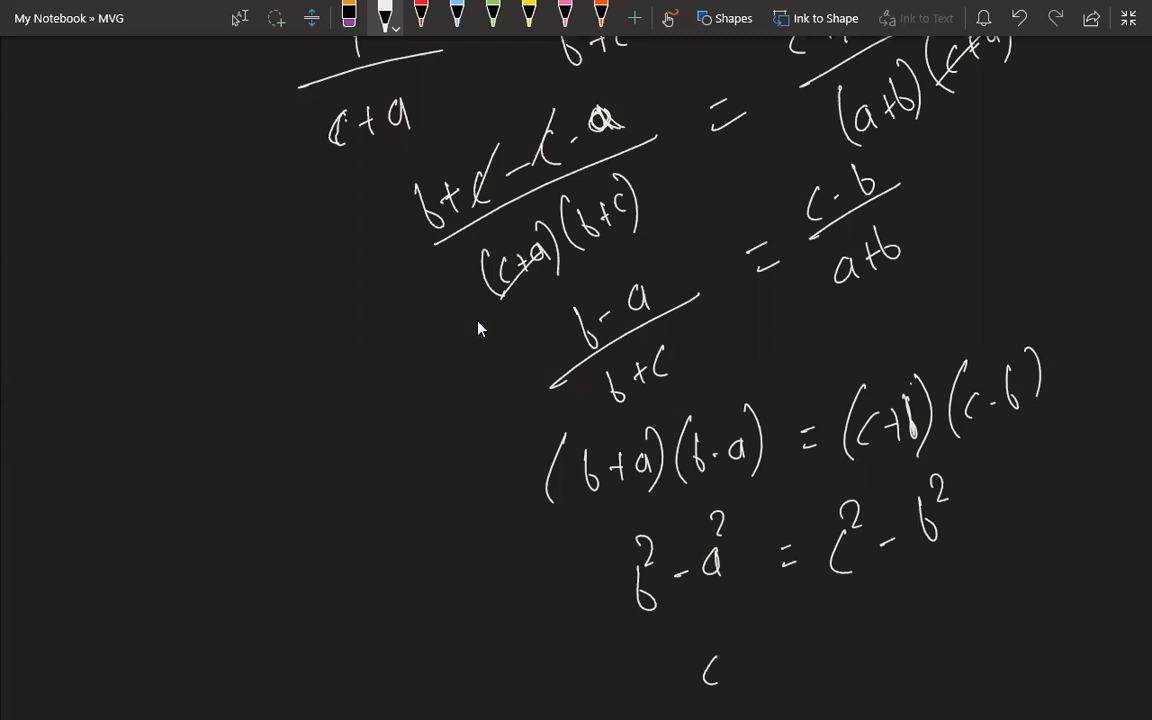 My Notebook » MVG
Shapes
Ink to Shape
Ink to Text
c+a
b+c-c-a
(c+a)(b+c)
=
(a+b)(c+a)
b-a
b+c
=
c-b
a+b
(b+a)(b-a) = (c+b)(c-b)
b² - a² = c² - b²